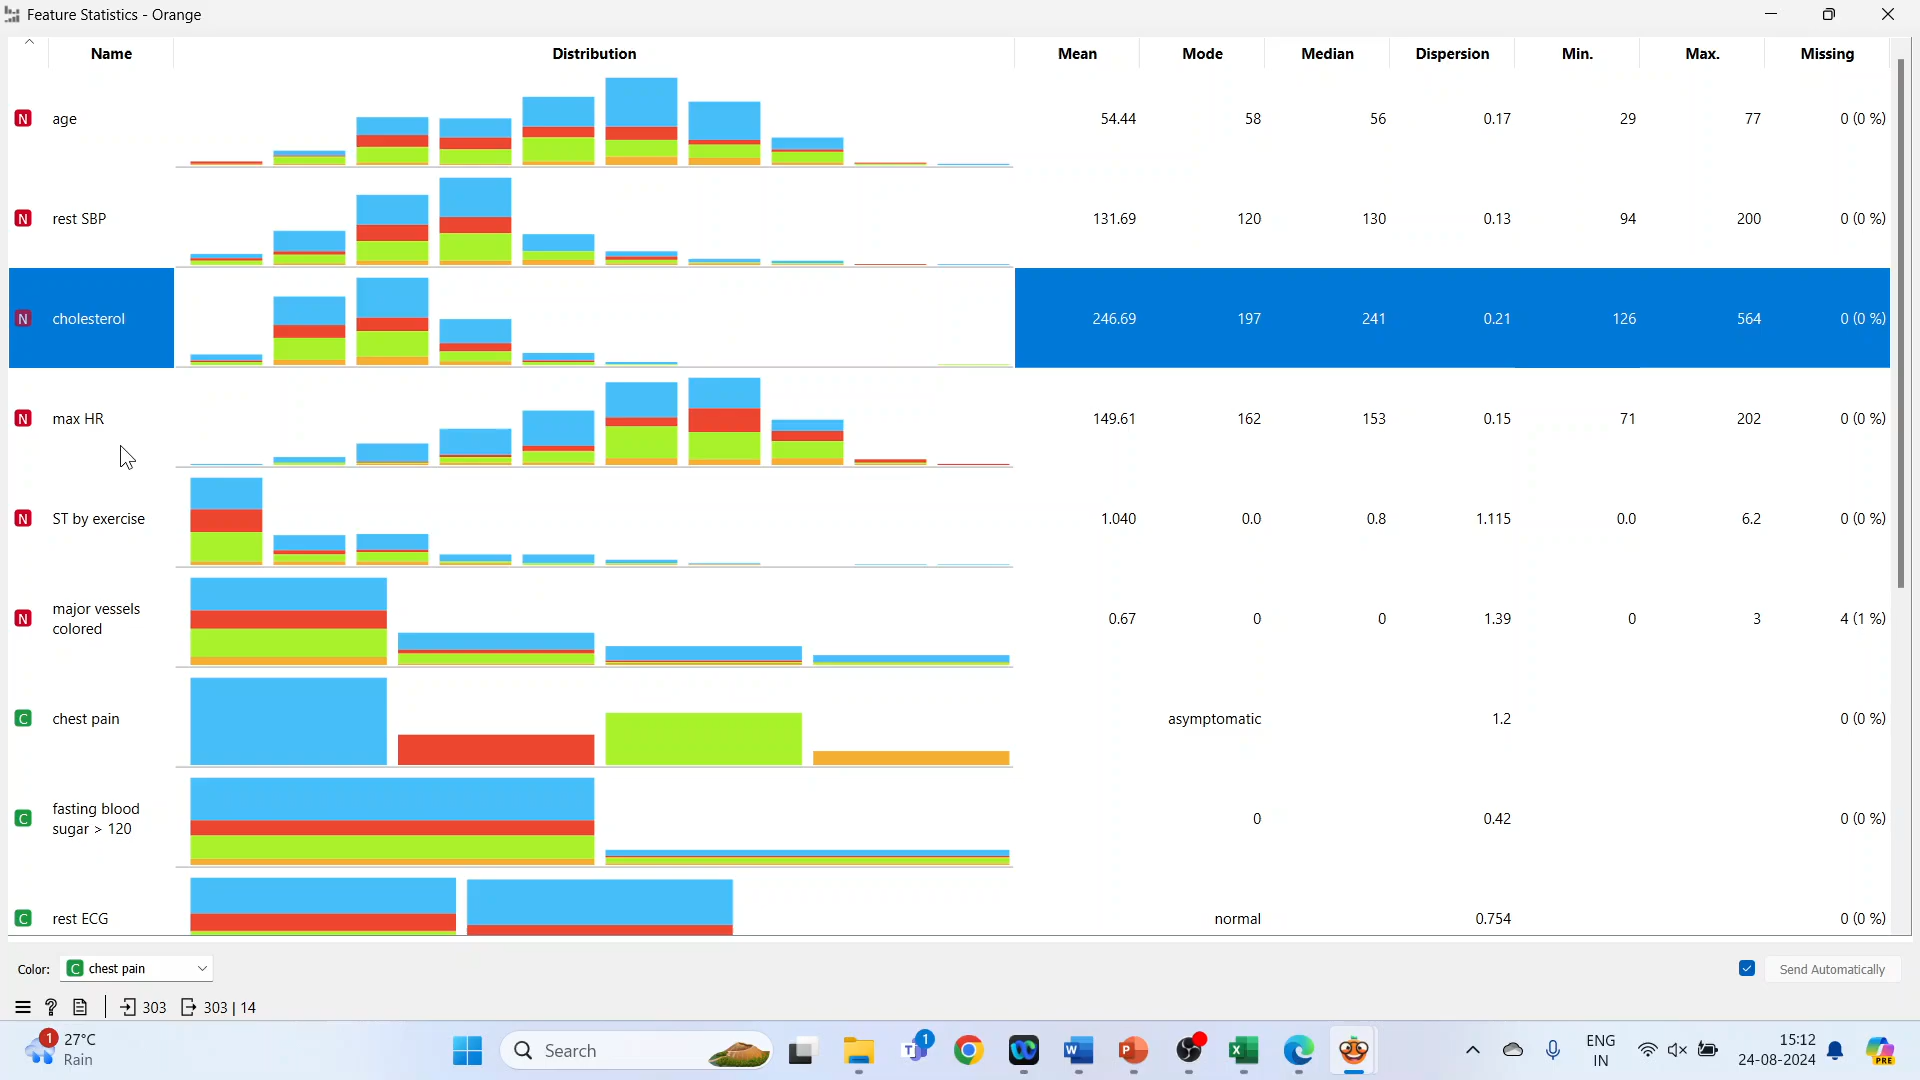 Feature Statistics - Orange
Name Distribution Mean Mode Median Dispersion Min. Max. Missing
N age 54.44 58 56 0.17 29 77 0 (0 %)
N rest SBP 131.69 120 130 0.13 94 200 0 (0 %)
N cholesterol 246.69 197 241 0.21 126 564 0 (0 %)
N max HR 149.61 162 153 0.15 71 202 0 (0 %)
N ST by exercise 1.040 0.0 0.8 1.115 0.0 6.2 0 (0 %)
N major vessels
colored 0.67 0 0 1.39 0 3 4 (1 %)
C chest pain asymptomatic 1.2 0 (0 %)
C fasting blood
sugar > 120 0 0.42 0 (0 %)
C rest ECG normal 0.754 0 (0 %)
Color: C chest pain Send Automatically
303 303 | 14
1 27°C
Rain
Search
1
ENG
IN
15:12
24-08-2024
PRE